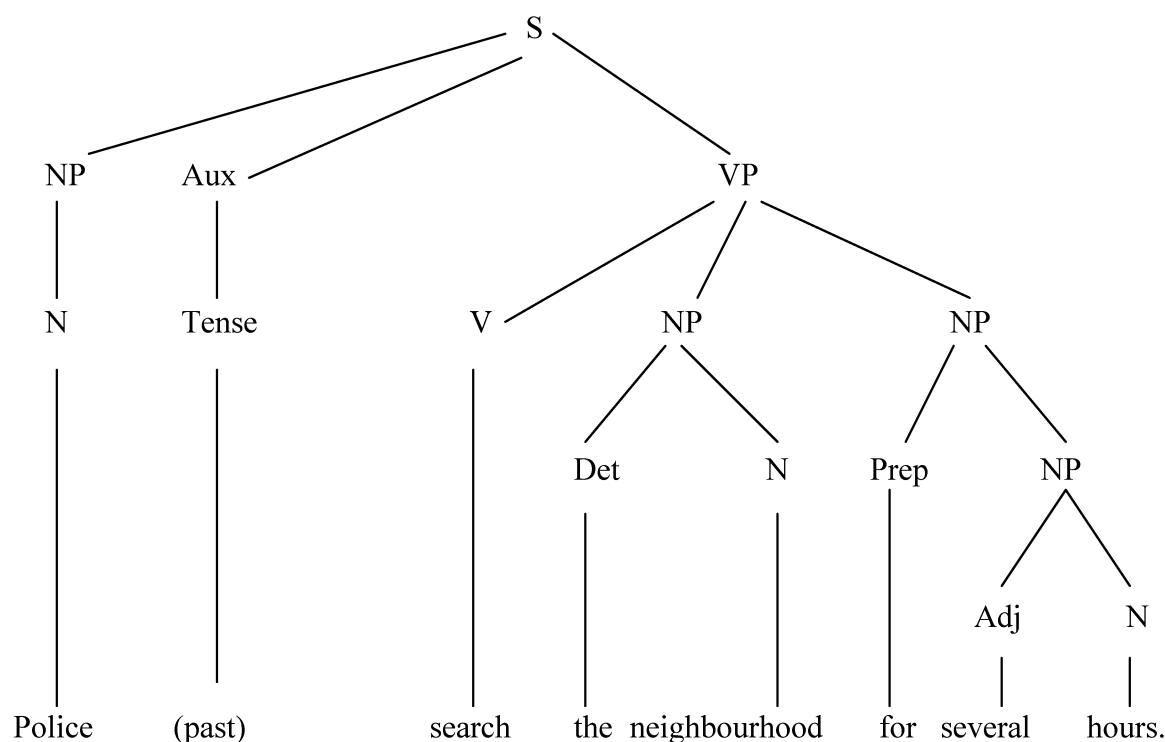 S
NP Aux VP
N Tense V NP NP
Det N Prep NP
Adj N
Police (past) search the neighbourhood for several hours.